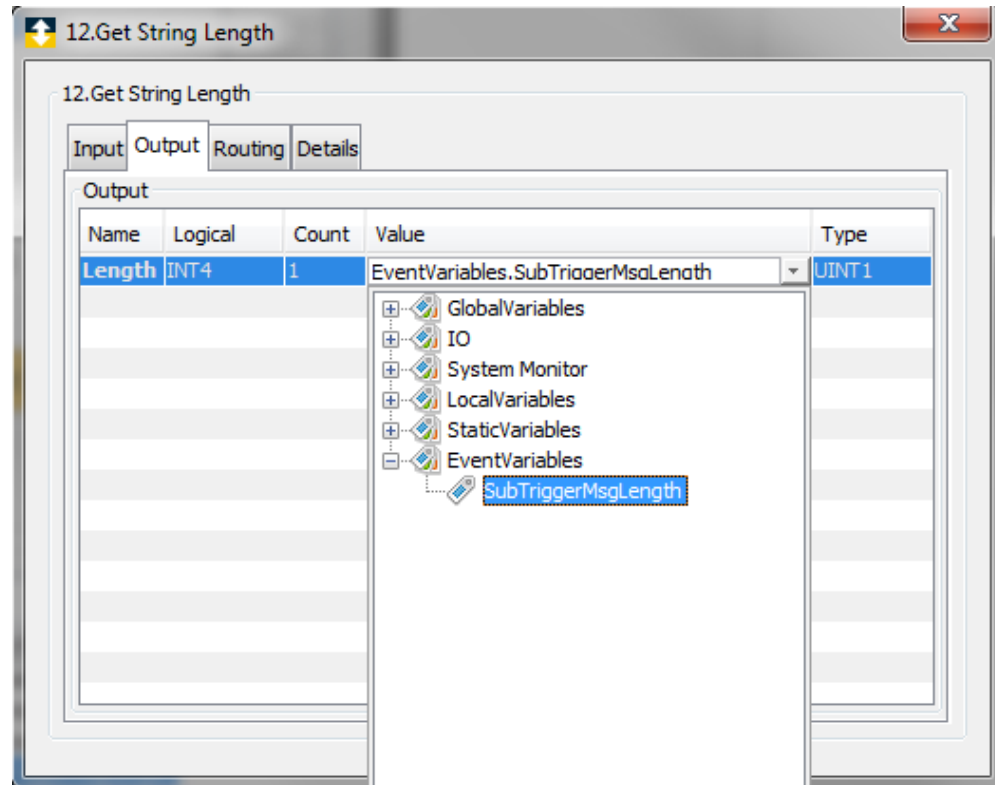 12.Get String Length
12.Get String Length
Input Output Routing Details
Output
Name Logical Count Value Type
Length INT4 1 EventVariables.SubTriggerMsgLength UINT1
GlobalVariables
IO
System Monitor
LocalVariables
StaticVariables
EventVariables
SubTriggerMsgLength